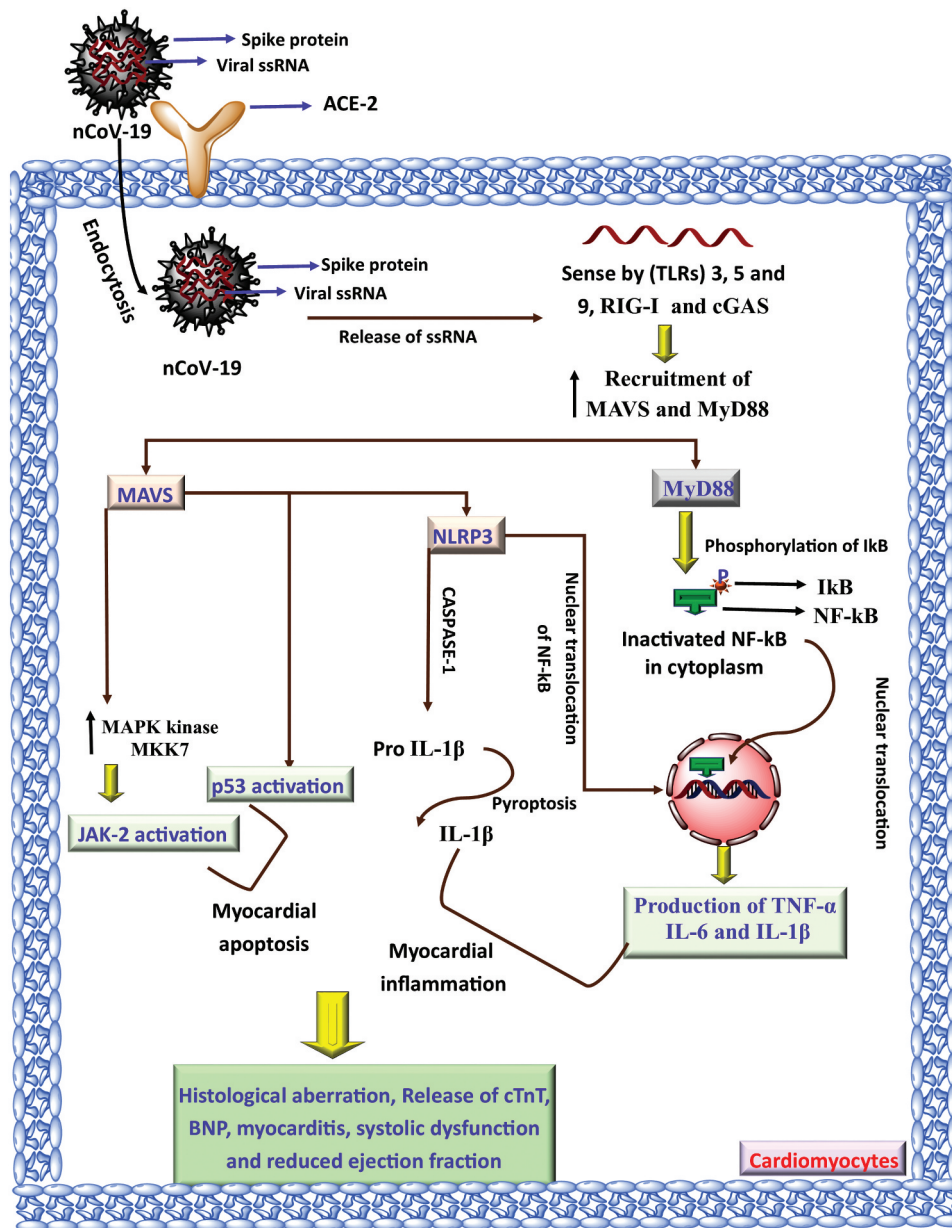 Spike protein
Viral ssRNA
nCoV-19
ACE-2
Endocytosis
Spike protein
Viral ssRNA
nCoV-19
Release of ssRNA
Sense by (TLRs) 3, 5 and
9, RIG-I and cGAS
Recruitment of
MAVS and MyD88
MAVS
MyD88
NLRP3
Phosphorylation of IkB
P
IkB
NF-kB
Inactivated NF-kB
in cytoplasm
CASPASE-1
Nuclear translocation
of NF-kB
Nuclear translocation
MAPK kinase
MKK7
Pro IL-1β
p53 activation
Pyroptosis
JAK-2 activation
IL-1β
Myocardial
apoptosis
Production of TNF-α
IL-6 and IL-1β
Myocardial
inflammation
Histological aberration, Release of cTnT,
BNP, myocarditis, systolic dysfunction
and reduced ejection fraction
Cardiomyocytes